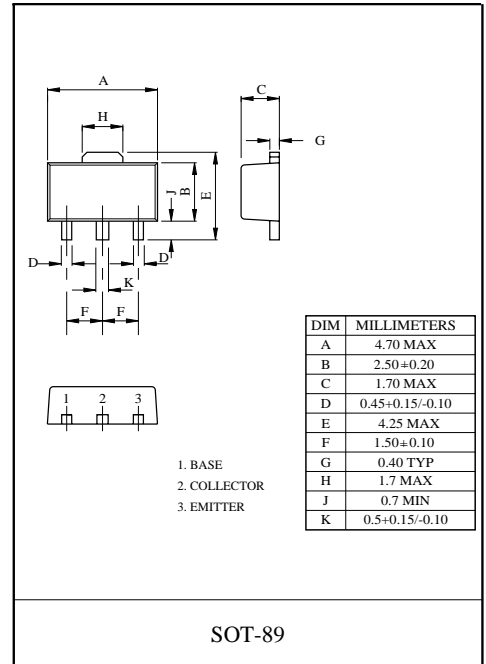 A
H
C
G
J
B
E
D
D
K
F F
1 2 3
1. BASE
2. COLLECTOR
3. EMITTER
DIM MILLIMETERS
A 4.70 MAX
B 2.50±0.20
C 1.70 MAX
D 0.45+0.15/-0.10
E 4.25 MAX
F 1.50±0.10
G 0.40 TYP
H 1.7 MAX
J 0.7 MIN
K 0.5+0.15/-0.10
SOT-89